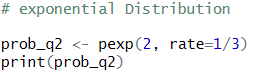 # exponential Distribution
prob_q2 <- pexp(2, rate=1/3)
print(prob_q2)